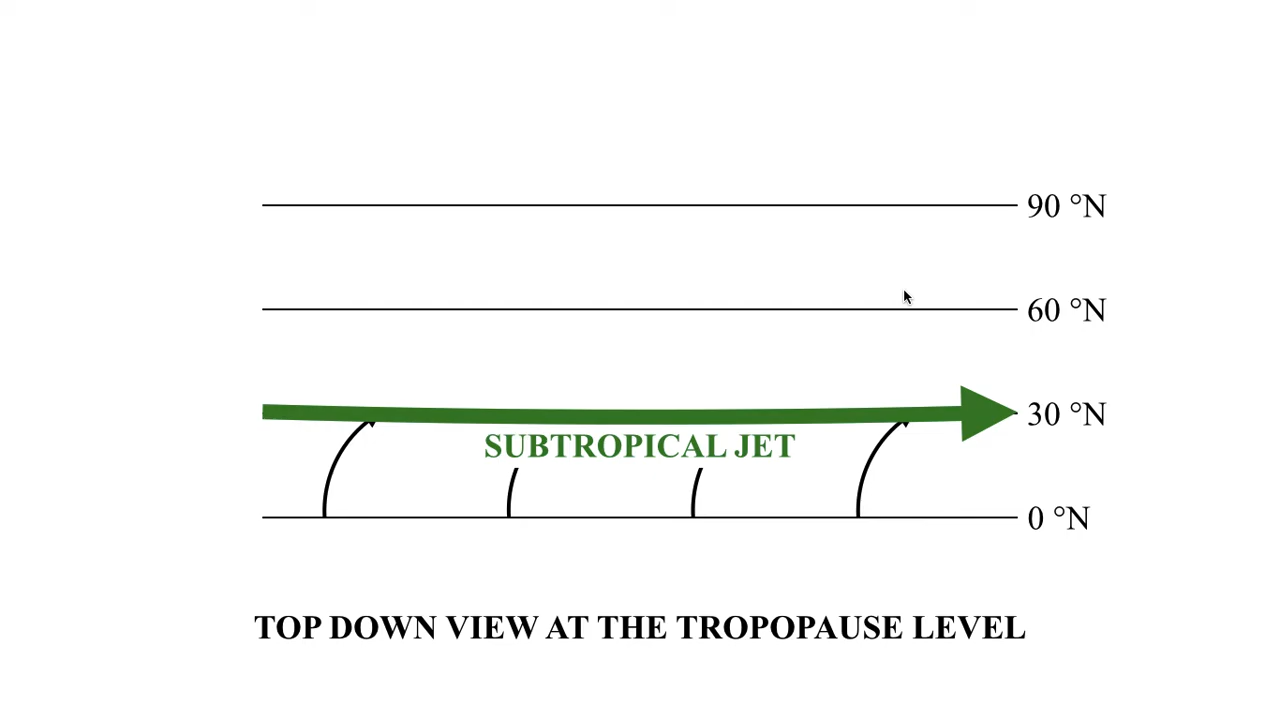 90 °N
60 °N
30 °N
SUBTROPICAL JET
0 °N
TOP DOWN VIEW AT THE TROPOPAUSE LEVEL